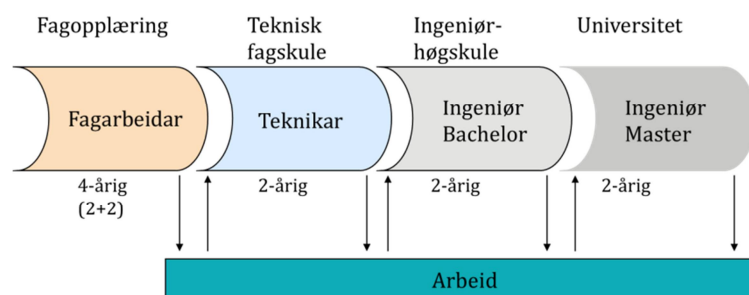 Fagopplæring
Teknisk
fagskule
Ingeniør-
høgskule
Universitet
Fagarbeidar
Teknikar
Ingeniør
Bachelor
Ingeniør
Master
4-årig
(2+2)
2-årig
2-årig
2-årig
Arbeid